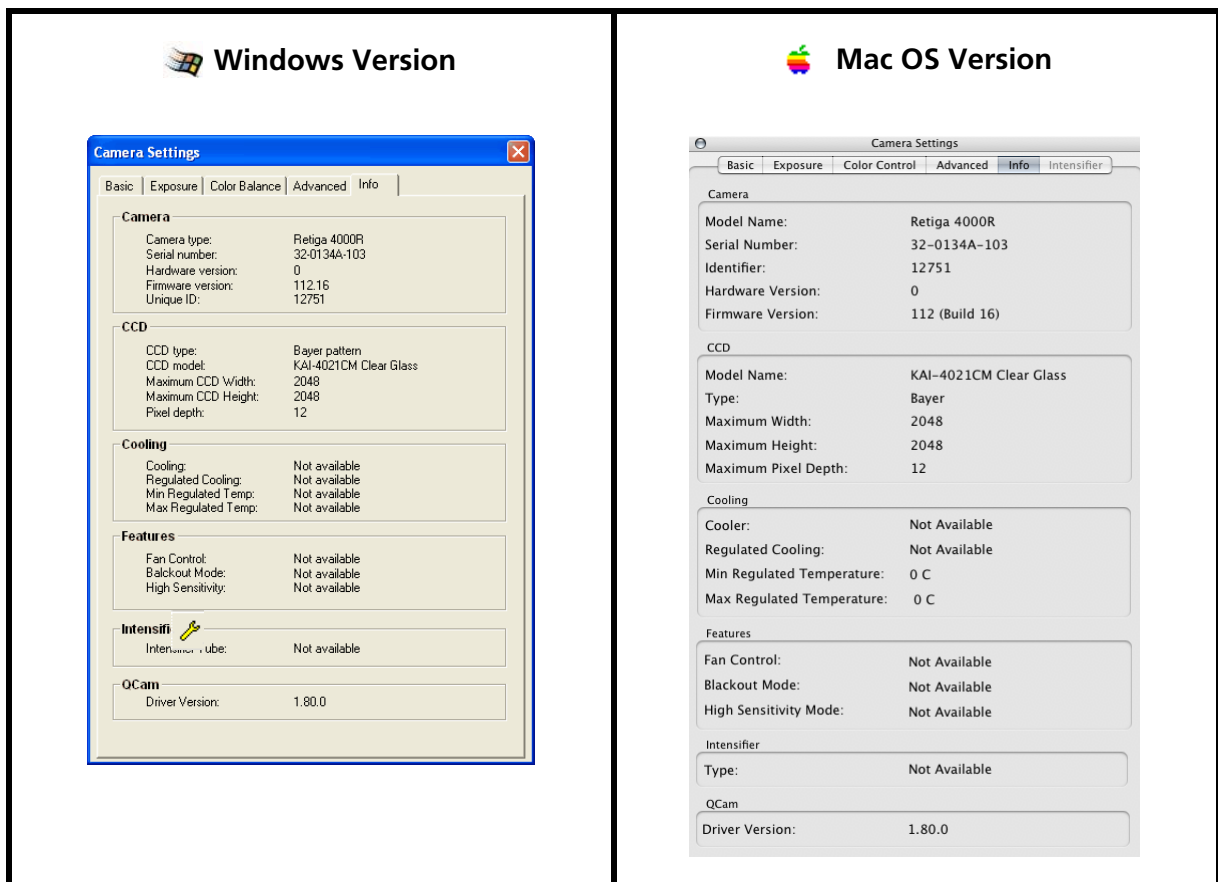 Windows Version
Camera Settings
Basic Exposure Color Balance Advanced Info
Camera
Camera type: Retiga 4000R
Serial number: 32-0134A-103
Hardware version: 0
Firmware version: 112.16
Unique ID: 12751
CCD
CCD type: Bayer pattern
CCD model: KAI-4021CM Clear Glass
Maximum CCD Width: 2048
Maximum CCD Height: 2048
Pixel depth: 12
Cooling
Cooling: Not available
Regulated Cooling: Not available
Min Regulated Temp: Not available
Max Regulated Temp: Not available
Features
Fan Control: Not available
Balckout Mode: Not available
High Sensitivity: Not available
Not available
QCam
Driver Version: 1.80.0
Mac OS Version
Camera Settings
Basic Exposure Color Control Advanced Info Intensifier
Camera
Model Name: Retiga 4000R
Serial Number: 32-0134A-103
Identifier: 12751
Hardware Version: 0
Firmware Version: 112 (Build 16)
CCD
Model Name: KAI-4021CM Clear Glass
Type: Bayer
Maximum Width: 2048
Maximum Height: 2048
Maximum Pixel Depth: 12
Cooling
Cooler: Not Available
Regulated Cooling: Not Available
Min Regulated Temperature: 0 C
Max Regulated Temperature: 0 C
Features
Fan Control: Not Available
Blackout Mode: Not Available
High Sensitivity Mode: Not Available
Intensifier
Type: Not Available
QCam
Driver Version: 1.80.0